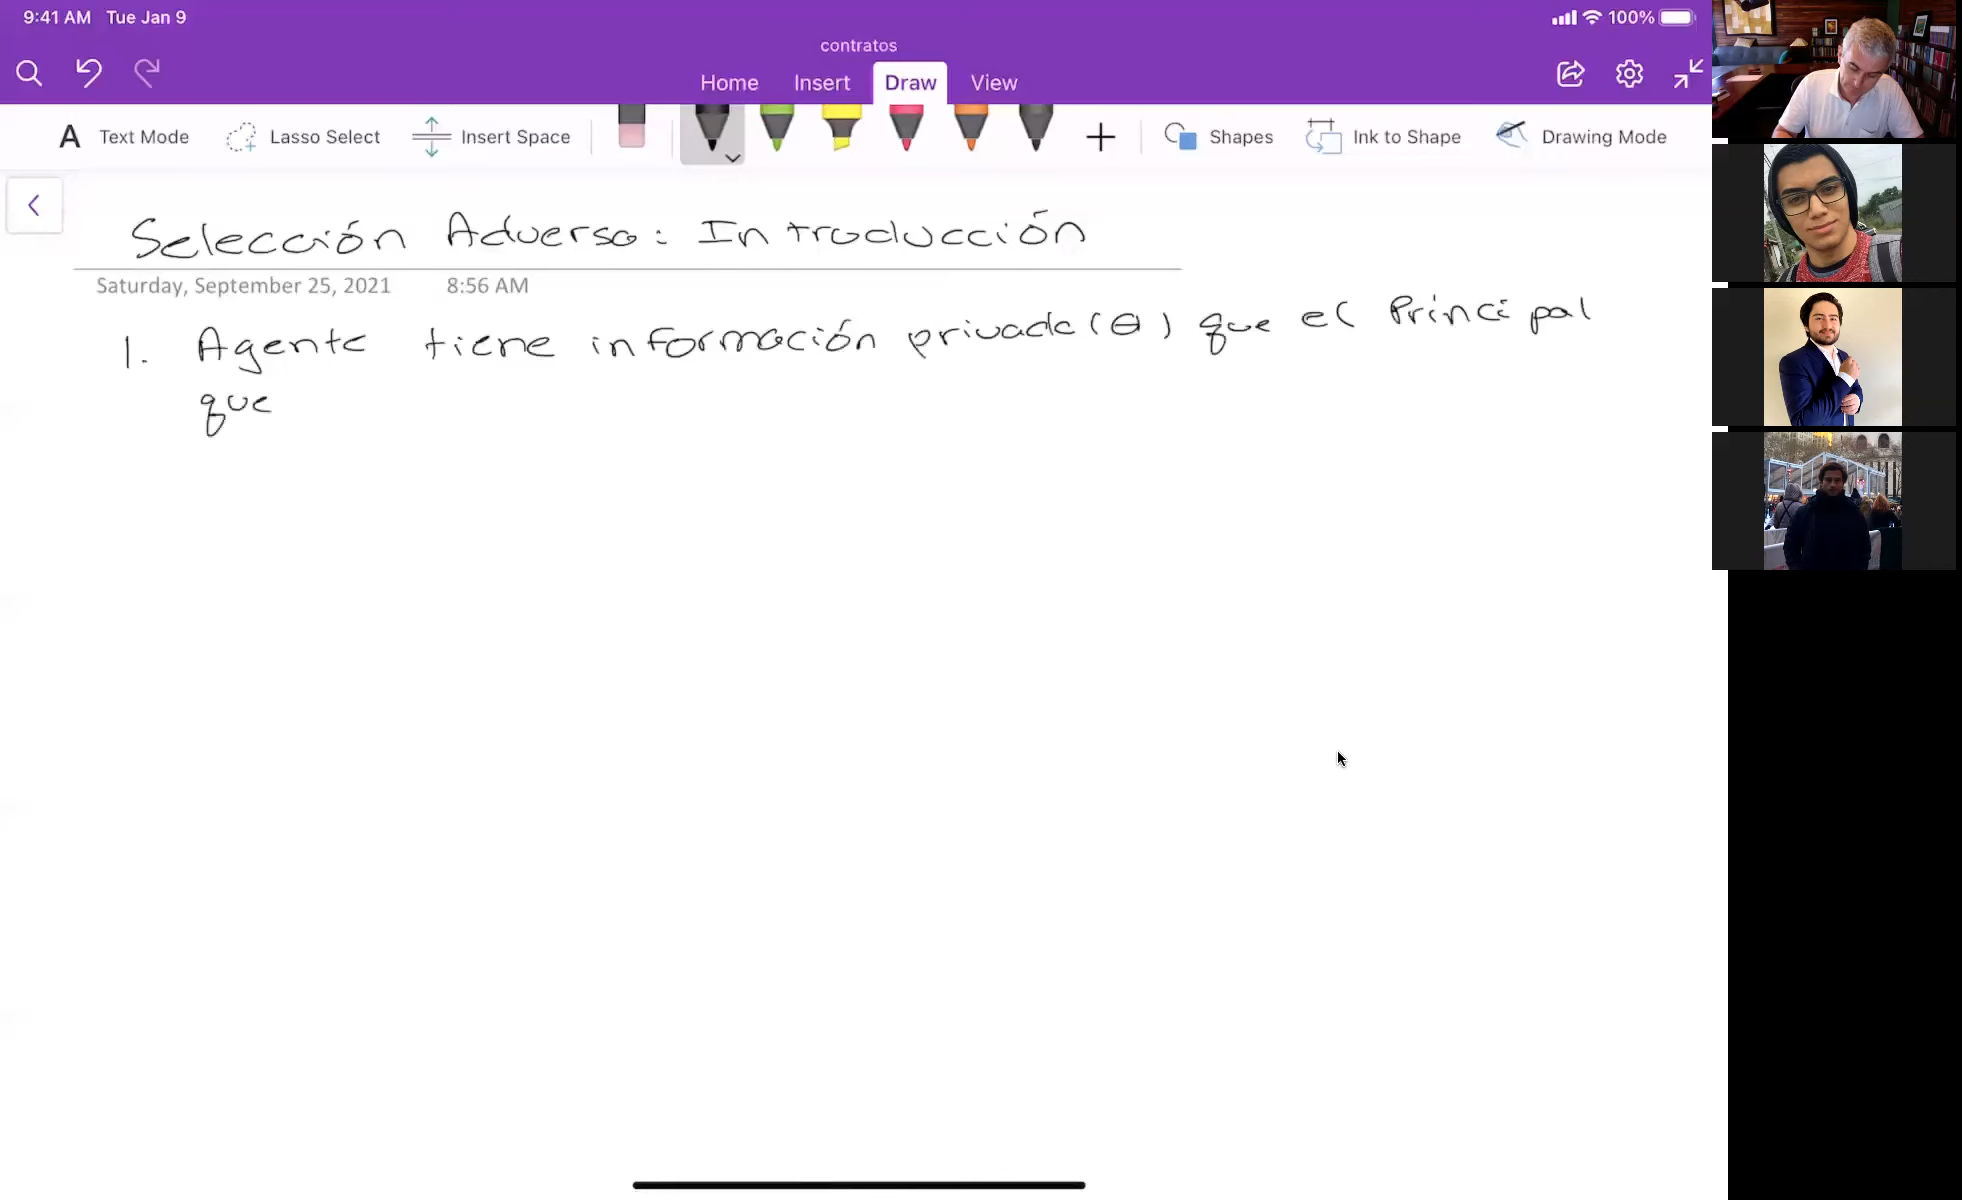 9:41 AM Tue Jan 9
100%
contratos
Home Insert Draw View
A Text Mode Lasso Select Insert Space Shapes Ink to Shape Drawing Mode
Selección Adversa: Introducción
Saturday, September 25, 2021 8:56 AM
1. Agente tiene información privada (θ) que el Principal
que